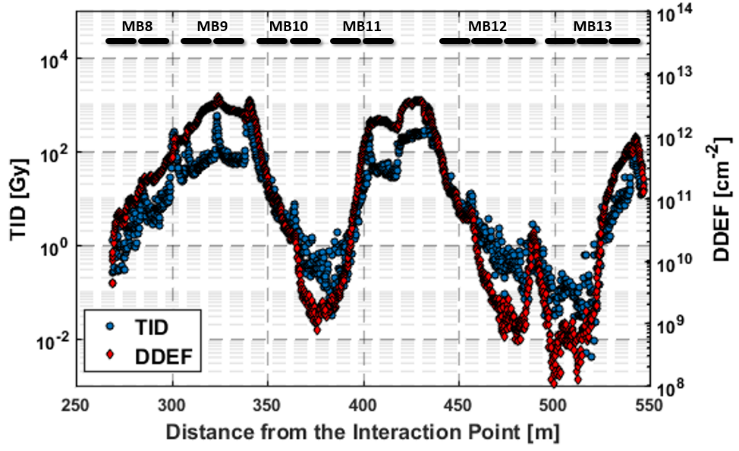 MB8 MB9 MB10 MB11 MB12 MB13
10^14
10^4
10^13
10^2
10^12
10^11
10^0
10^10
10^-2
10^9
10^8
TID [Gy]
DDEF [cm^-2]
TID
DDEF
250 300 350 400 450 500 550
Distance from the Interaction Point [m]